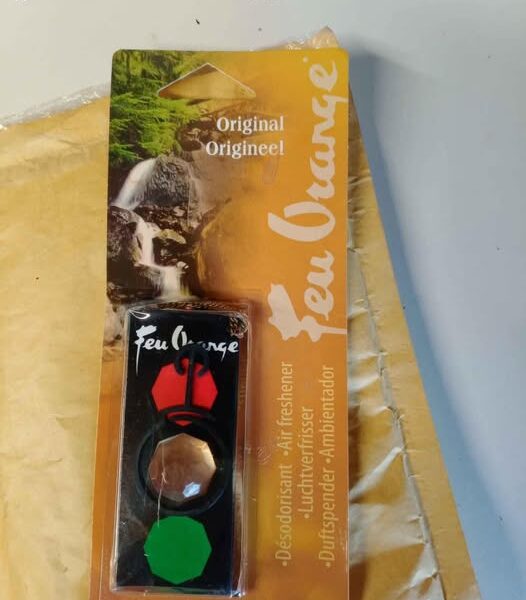 Original
Origineel
Feu Orange
Feu Orange
•Désodorisant •Air freshener
•Luchtverfrisser
•Duftspender •Ambientador